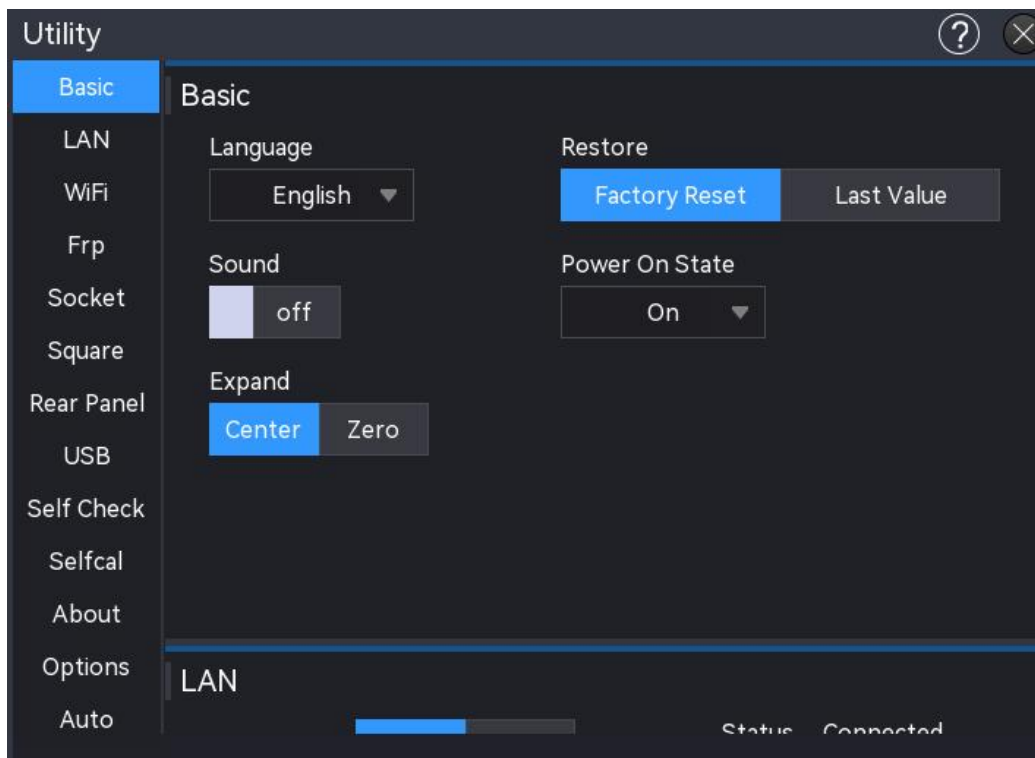 Utility ?
Basic
LAN
WiFi
Frp
Socket
Square
Rear Panel
USB
Self Check
Selfcal
About
Options
Auto
Basic
Language
English
Restore
Factory Reset Last Value
Sound
off
Power On State
On
Expand
Center Zero
LAN
Status Connected